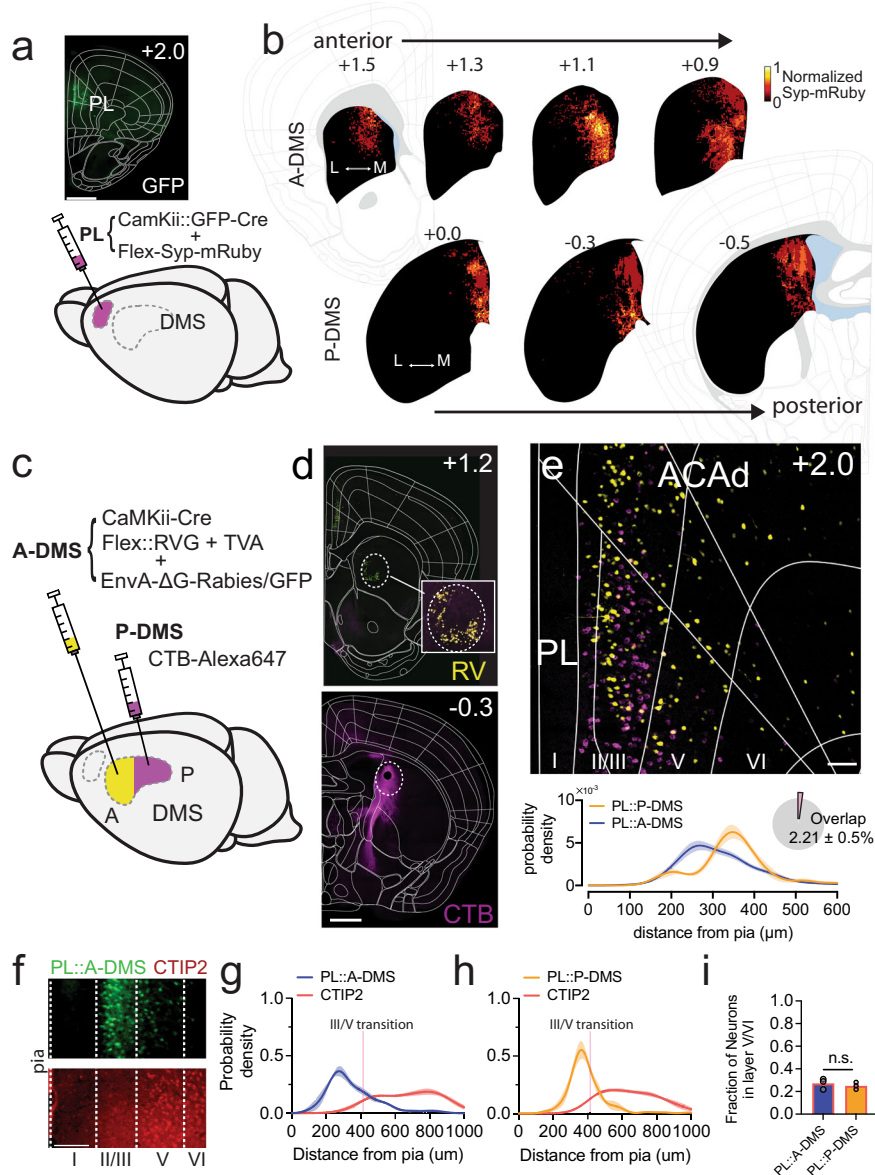 a
+2.0
PL
GFP
PL { CamKii::GFP-Cre
+
Flex-Syp-mRuby
DMS
b
anterior
+1.5
+1.3
+1.1
+0.9
1
0
Normalized
Syp-mRuby
A-DMS
L
M
+0.0
-0.3
-0.5
P-DMS
L
M
posterior
c
A-DMS { CaMKii-Cre
Flex::RVG + TVA
+
EnvA-ΔG-Rabies/GFP
P-DMS
CTB-Alexa647
P
A
DMS
d
+1.2
RV
-0.3
CTB
e
ACAd
+2.0
PL
I
II/III
V
VI
×10⁻³
10
5
0
probability
density
PL::P-DMS
PL::A-DMS
Overlap
2.21 ± 0.5%
0 100 200 300 400 500 600
distance from pia (µm)
f
PL::A-DMS CTIP2
pia
I II/III V VI
g
PL::A-DMS
CTIP2
III/V transition
1.0
0.5
0.0
Probability
density
0 200 400 600 800 1000
Distance from pia (um)
h
PL::P-DMS
CTIP2
III/V transition
1.0
0.5
0.0
0 200 400 600 800 1000
Distance from pia (um)
i
1.0
0.8
0.6
0.4
0.2
0.0
Fraction of Neurons
in layer V/VI
n.s.
PL::A-DMS
PL::P-DMS